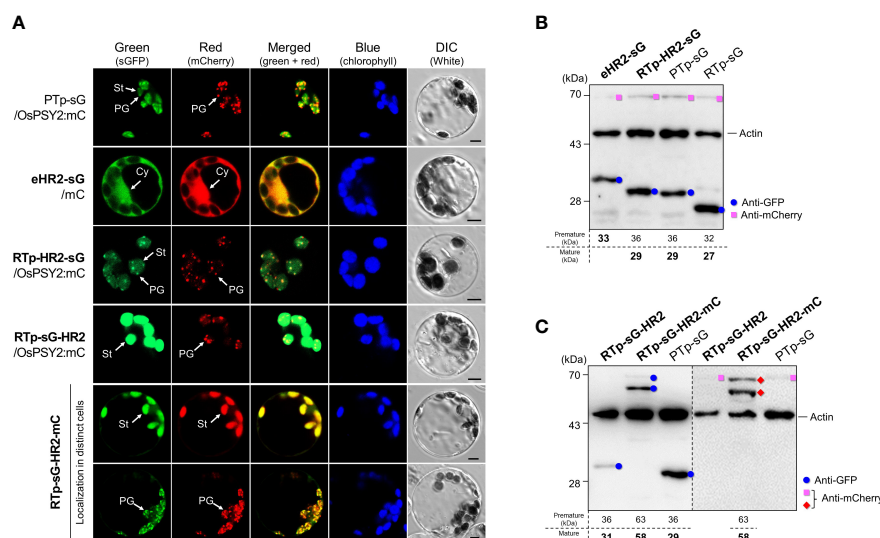 A
Green
(sGFP)
Red
(mCherry)
Merged
(green + red)
Blue
(chlorophyll)
DIC
(White)
PTp-sG
/OsPSY2:mC
St
PG
PG
eHR2-sG
/mC
Cy
Cy
RTp-HR2-sG
/OsPSY2:mC
St
PG
PG
RTp-sG-HR2
/OsPSY2:mC
St
PG
RTp-sG-HR2-mC
Localization in distinct cells
St
St
PG
PG
B
eHR2-sG
RTp-HR2-sG
PTp-sG
RTp-sG
(kDa)
70
43
28
Actin
Anti-GFP
Anti-mCherry
Premature
(kDa)
33 36 36 32
Mature
(kDa)
29 29 27
C
RTp-sG-HR2
RTp-sG-HR2-mC
PTp-sG
RTp-sG-HR2
RTp-sG-HR2-mC
PTp-sG
(kDa)
70
43
28
Actin
Anti-GFP
Anti-mCherry
Premature
(kDa)
36 63 36 63
Mature
31 58 29 58